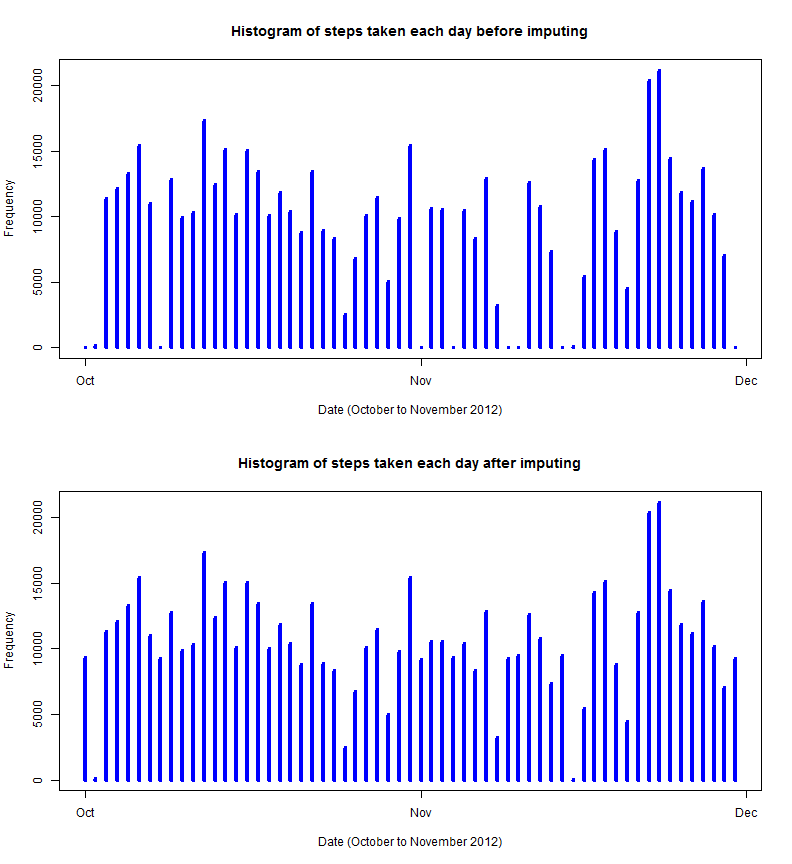 Histogram of steps taken each day before imputing
Frequency
20000
15000
10000
5000
0
Oct
Nov
Dec
Date (October to November 2012)
Histogram of steps taken each day after imputing
Frequency
20000
15000
10000
5000
0
Oct
Nov
Dec
Date (October to November 2012)